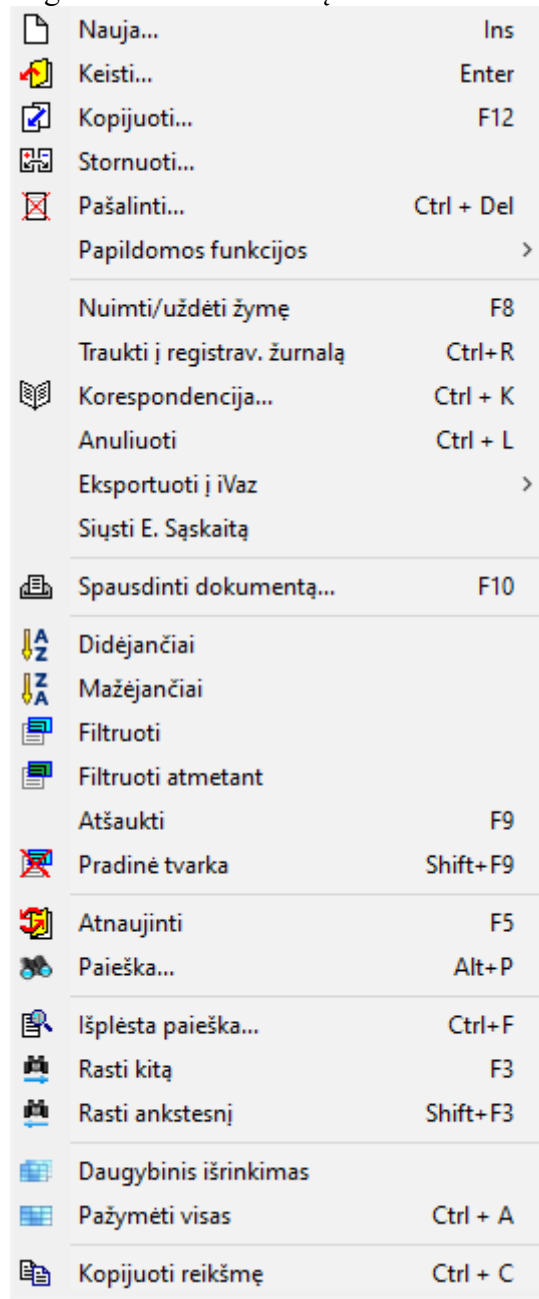 Nauja... Ins
Keisti... Enter
Kopijuoti... F12
Stornuoti...
Pašalinti... Ctrl + Del
Papildomos funkcijos
Nuimti/uždėti žymę F8
Traukti į registrav. žurnalą Ctrl+R
Korespondencija... Ctrl + K
Anuliuoti Ctrl + L
Eksportuoti į iVaz
Siųsti E. Sąskaitą
Spausdinti dokumentą... F10
Didėjančiai
Mažėjančiai
Filtruoti
Filtruoti atmetant
Atšaukti F9
Pradinė tvarka Shift+F9
Atnaujinti F5
Paieška... Alt+P
Išplėsta paieška... Ctrl+F
Rasti kitą F3
Rasti ankstesnį Shift+F3
Daugybinis išrinkimas
Pažymėti visas Ctrl + A
Kopijuoti reikšmę Ctrl + C